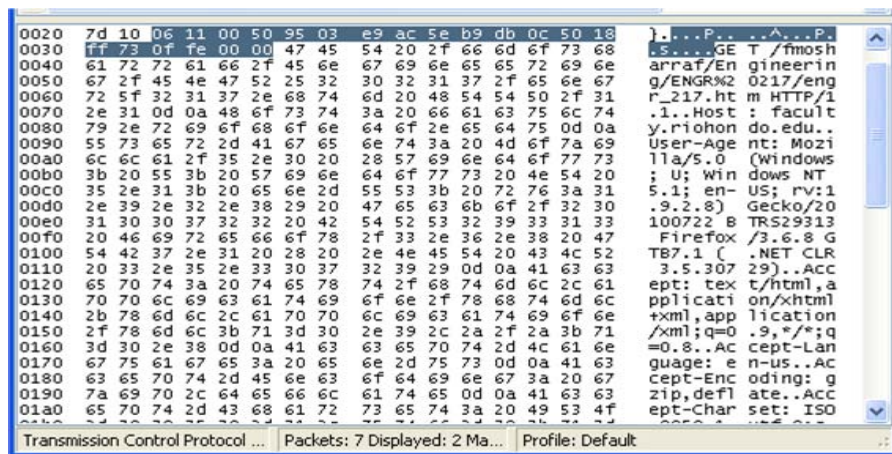 0020 7d 10 06 11 00 50 95 03 e9 ac 5e b9 db 0c 50 18 }....P.. ..^...P.
0030 ff 73 0f fe 00 00 47 45 54 20 2f 66 6d 6f 73 68 .s....GE T /fmosh
0040 61 72 72 61 66 2f 45 6e 67 69 6e 65 65 72 69 6e arraf/En gineerin
0050 67 2f 45 4e 47 52 25 32 30 32 31 37 2f 65 6e 67 g/ENGR%2 0217/eng
0060 72 5f 32 31 37 2e 68 74 6d 20 48 54 54 50 2f 31 r_217.ht m HTTP/1
0070 2e 31 0d 0a 48 6f 73 74 3a 20 66 61 63 75 6c 74 .1..Host : facult
0080 79 2e 72 69 6f 68 6f 6e 64 6f 2e 65 64 75 0d 0a y.riohon do.edu..
0090 55 73 65 72 2d 41 67 65 6e 74 3a 20 4d 6f 7a 69 User-Age nt: Mozi
00a0 6c 6c 61 2f 35 2e 30 20 28 57 69 6e 64 6f 77 73 lla/5.0 (Windows
00b0 3b 20 55 3b 20 57 69 6e 64 6f 77 73 20 4e 54 20 ; U; Win dows NT
00c0 35 2e 31 3b 20 65 6e 2d 55 53 3b 20 72 76 3a 31 5.1; en- US; rv:1
00d0 2e 39 2e 32 2e 38 29 20 47 65 63 6b 6f 2f 32 30 .9.2.8) Gecko/20
00e0 31 30 30 37 32 32 20 42 54 52 53 32 39 33 31 33 100722 B TRS29313
00f0 20 46 69 72 65 66 6f 78 2f 33 2e 36 2e 38 20 47 Firefox /3.6.8 G
0100 54 42 37 2e 31 20 28 20 2e 4e 45 54 20 43 4c 52 TB7.1 ( .NET CLR
0110 20 33 2e 35 2e 33 30 37 32 39 29 0d 0a 41 63 63 3.5.307 29)..Acc
0120 65 70 74 3a 20 74 65 78 74 2f 68 74 6d 6c 2c 61 ept: tex t/html,a
0130 70 70 6c 69 63 61 74 69 6f 6e 2f 78 68 74 6d 6c pplicati on/xhtml
0140 2b 78 6d 6c 2c 61 70 70 6c 69 63 61 74 69 6f 6e +xml,app lication
0150 2f 78 6d 6c 3b 71 3d 30 2e 39 2c 2a 2f 2a 3b 71 /xml;q=0 .9,*/*;q
0160 3d 30 2e 38 0d 0a 41 63 63 65 70 74 2d 4c 61 6e =0.8..Ac cept-Lan
0170 67 75 61 67 65 3a 20 65 6e 2d 75 73 0d 0a 41 63 guage: e n-us..Ac
0180 63 65 70 74 2d 45 6e 63 6f 64 69 6e 67 3a 20 67 cept-Enc oding: g
0190 7a 69 70 2c 64 65 66 6c 61 74 65 0d 0a 41 63 63 zip,defl ate..Acc
01a0 65 70 74 2d 43 68 61 72 73 65 74 3a 20 49 53 4f ept-Char set: ISO
Transmission Control Protocol ... Packets: 7 Displayed: 2 Ma... Profile: Default